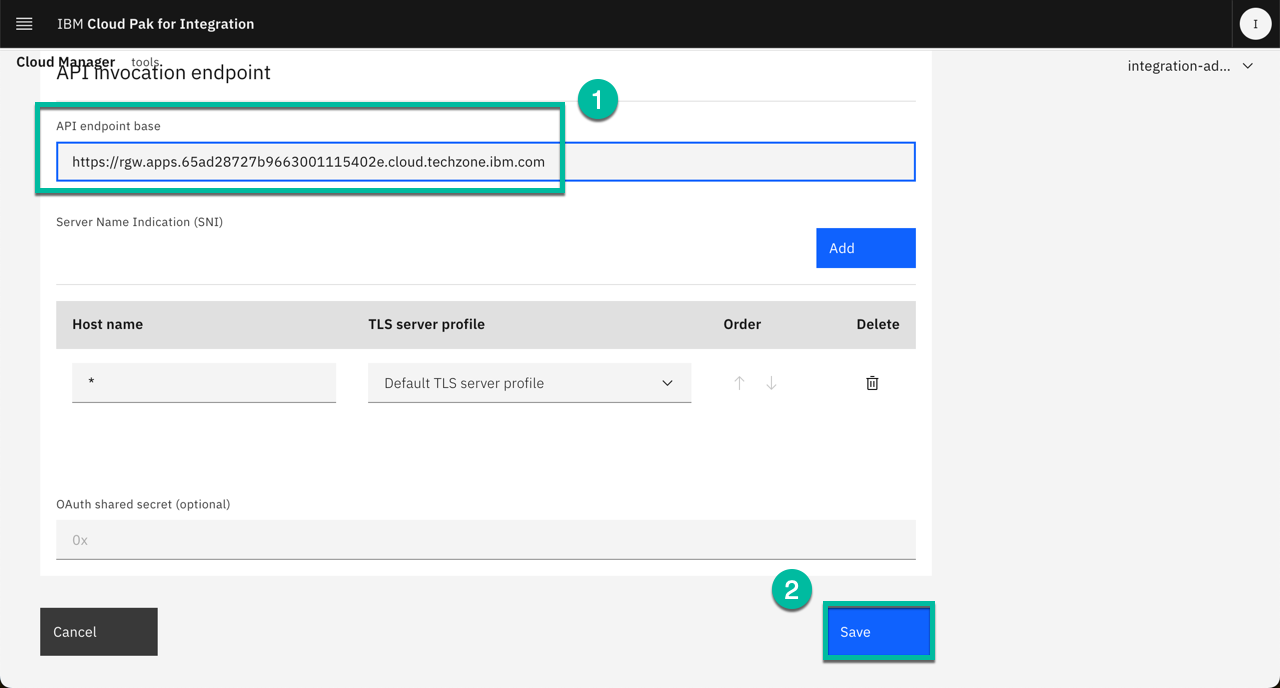 IBM Cloud Pak for Integration
I
Cloud Manager tools.
integration-ad...
API invocation endpoint
1
API endpoint base
https://rgw.apps.65ad28727b9663001115402e.cloud.techzone.ibm.com
Server Name Indication (SNI)
Add
Host name TLS server profile Order Delete
* Default TLS server profile
OAuth shared secret (optional)
0x
2
Cancel Save